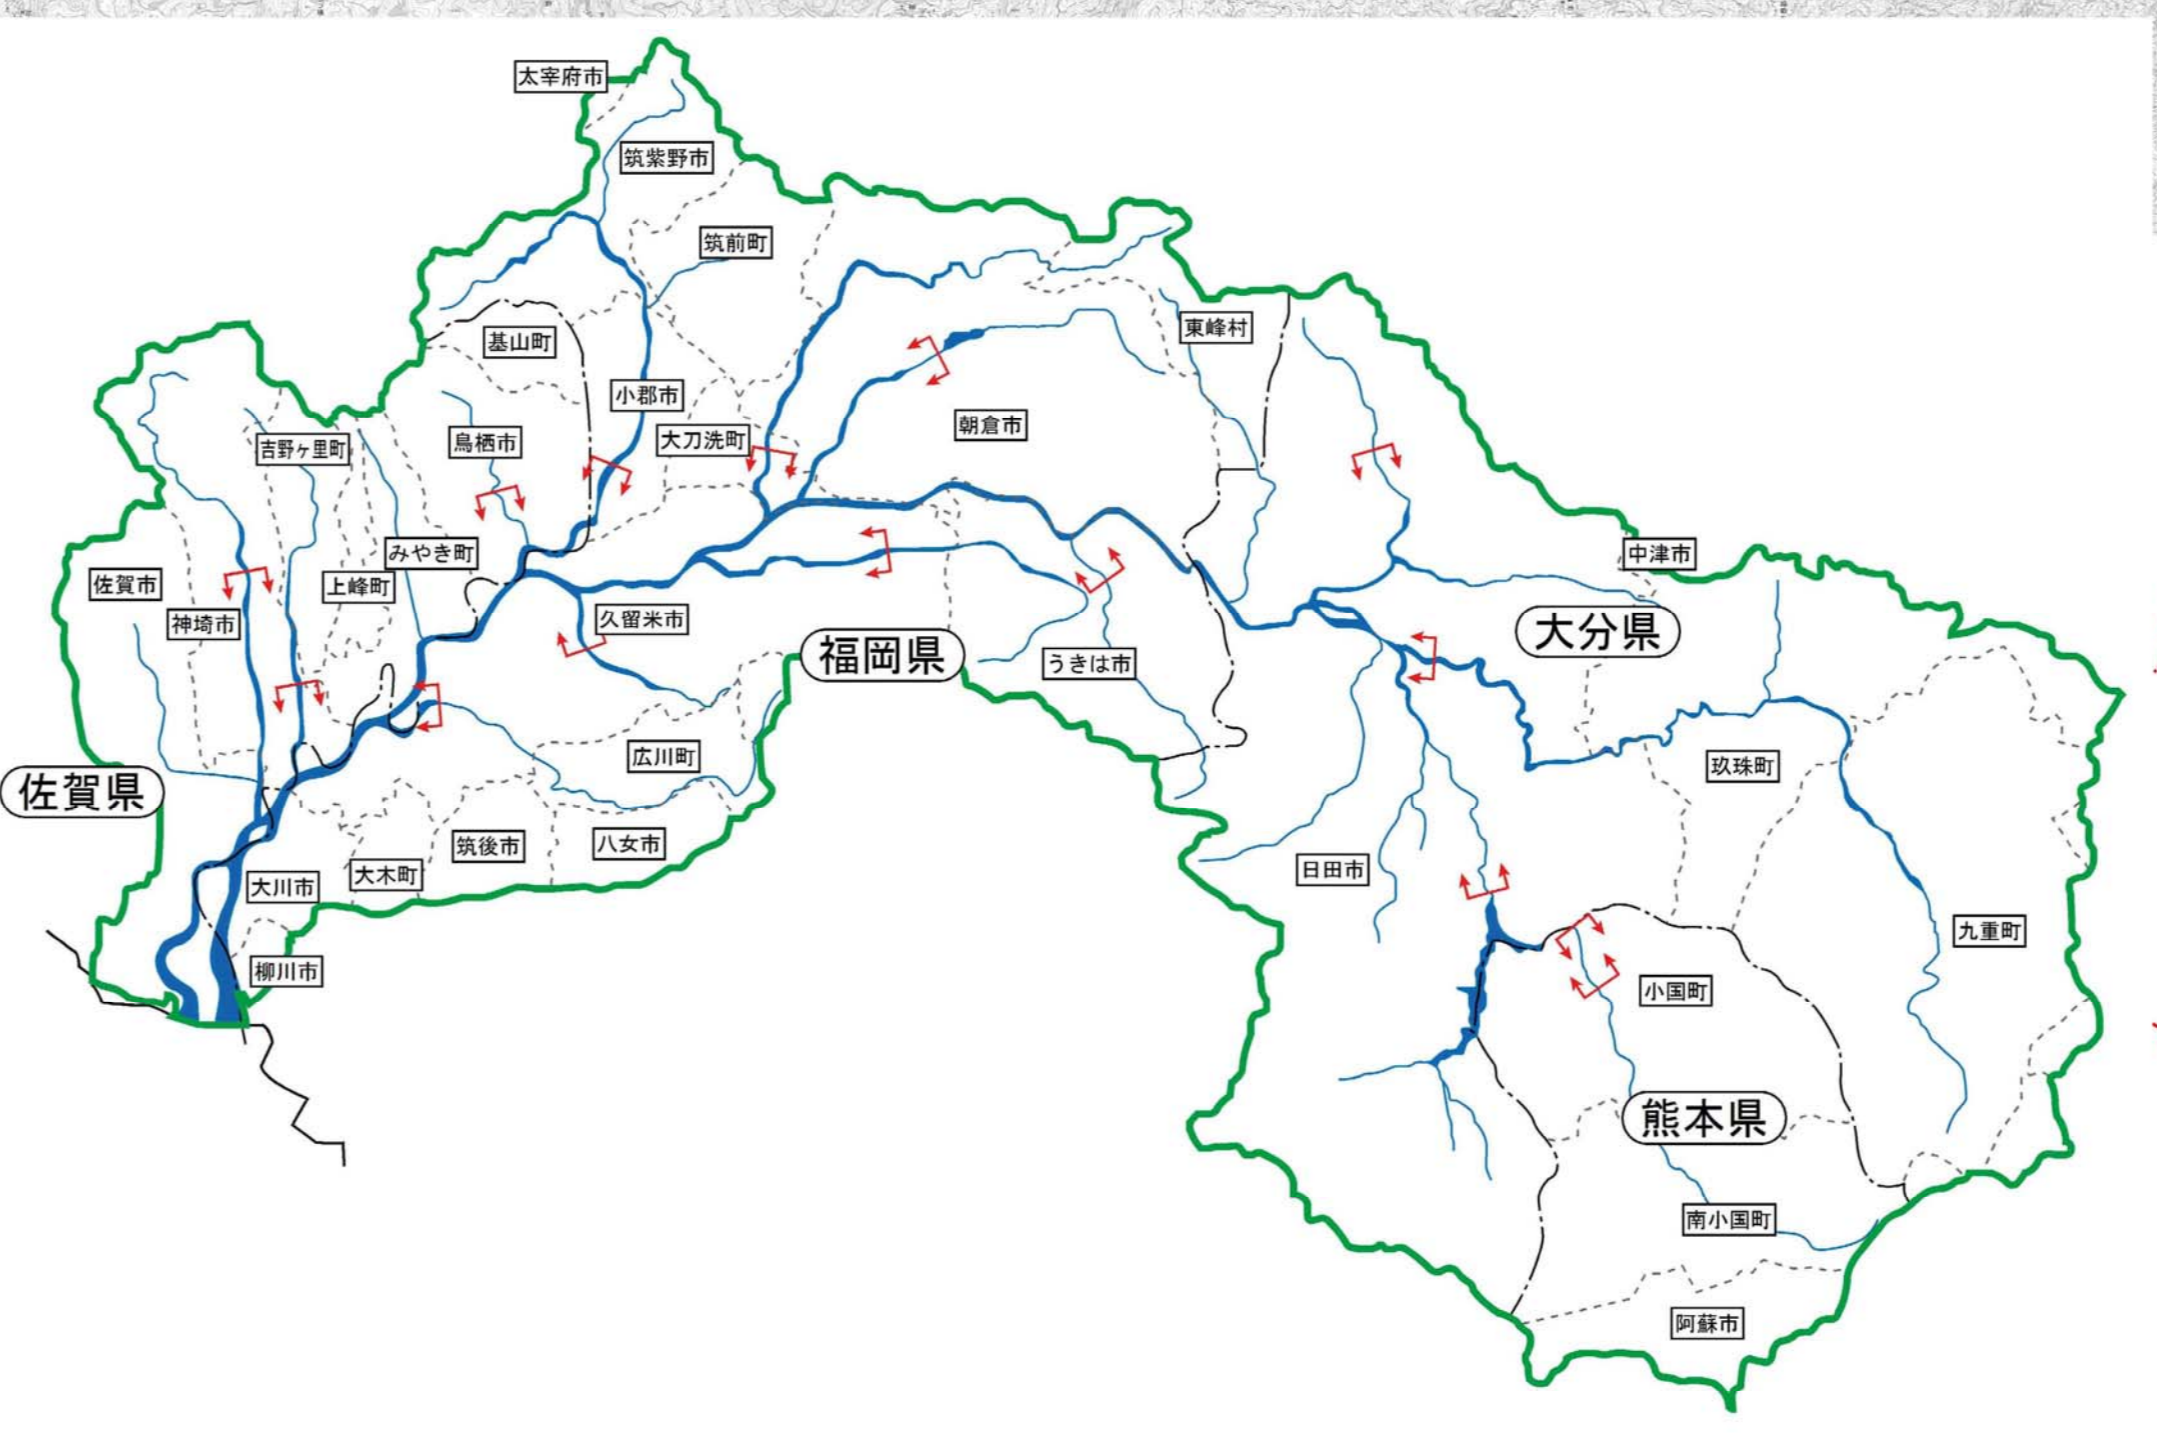 太宰府市
筑紫野市
筑前町
東峰村
基山町
小郡市
朝倉市
大刀洗町
鳥栖市
吉野ヶ里町
みやき町
中津市
佐賀市
上峰町
神埼市
久留米市
大分県
福岡県
うきは市
広川町
玖珠町
佐賀県
筑後市
八女市
日田市
大木町
大川市
九重町
柳川市
小国町
熊本県
南小国町
阿蘇市